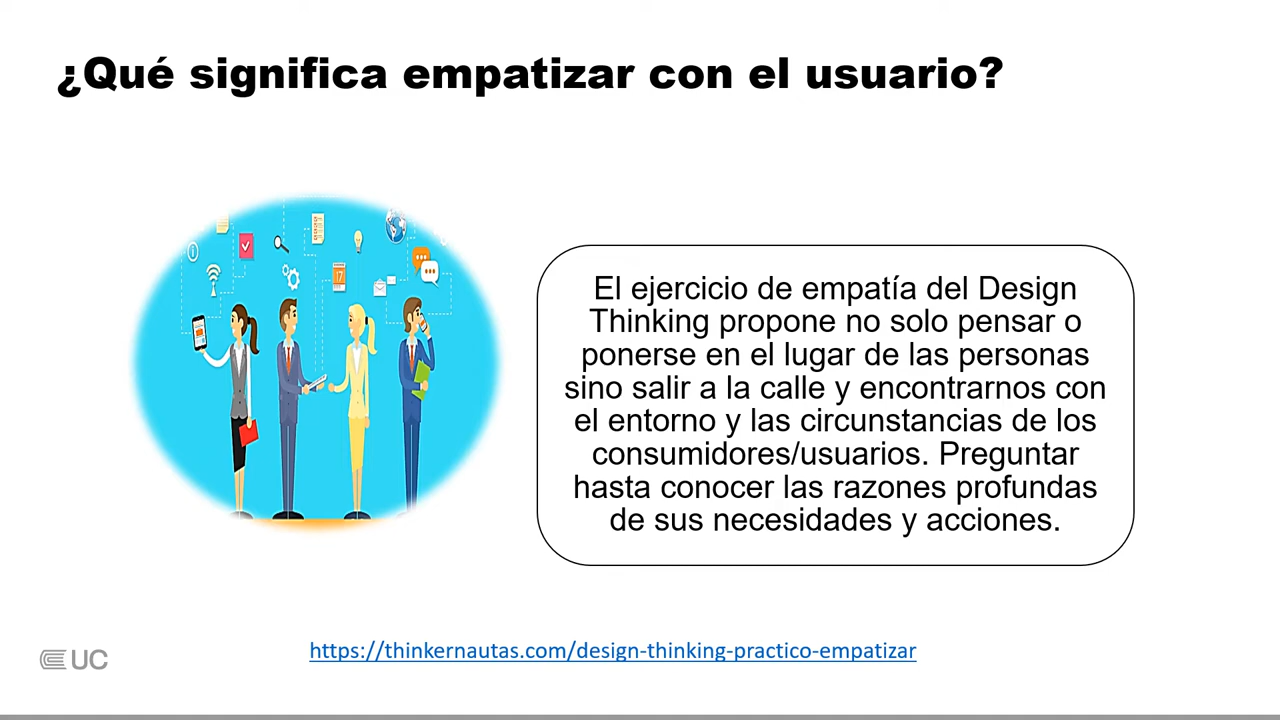 ¿Qué significa empatizar con el usuario?
17
El ejercicio de empatía del Design
Thinking propone no solo pensar o
ponerse en el lugar de las personas
sino salir a la calle y encontrarnos con
el entorno y las circunstancias de los
consumidores/usuarios. Preguntar
hasta conocer las razones profundas
de sus necesidades y acciones.
https://thinkernautas.com/design-thinking-practico-empatizar
UC